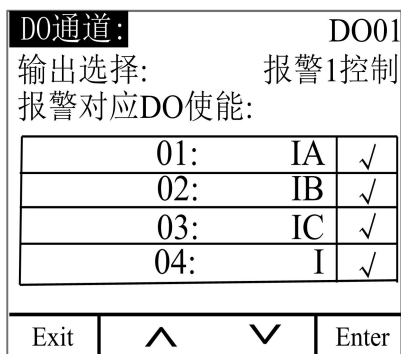 DO通道: DO01
输出选择: 报警1控制
报警对应DO使能:
01: IA √
02: IB √
03: IC √
04: I √
Exit ∧ ∨ Enter